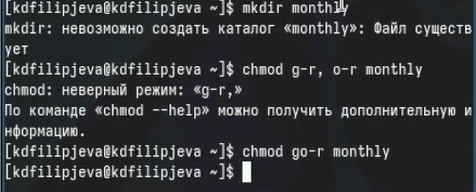 [kdfilipjeva@kdfilipjeva ~]$ mkdir monthly
mkdir: невозможно создать каталог «monthly»: Файл существ
ует
[kdfilipjeva@kdfilipjeva ~]$ chmod g-r, o-r monthly
chmod: неверный режим: «g-r,»
По команде «chmod --help» можно получить дополнительную и
нформацию.
[kdfilipjeva@kdfilipjeva ~]$ chmod go-r monthly
[kdfilipjeva@kdfilipjeva ~]$